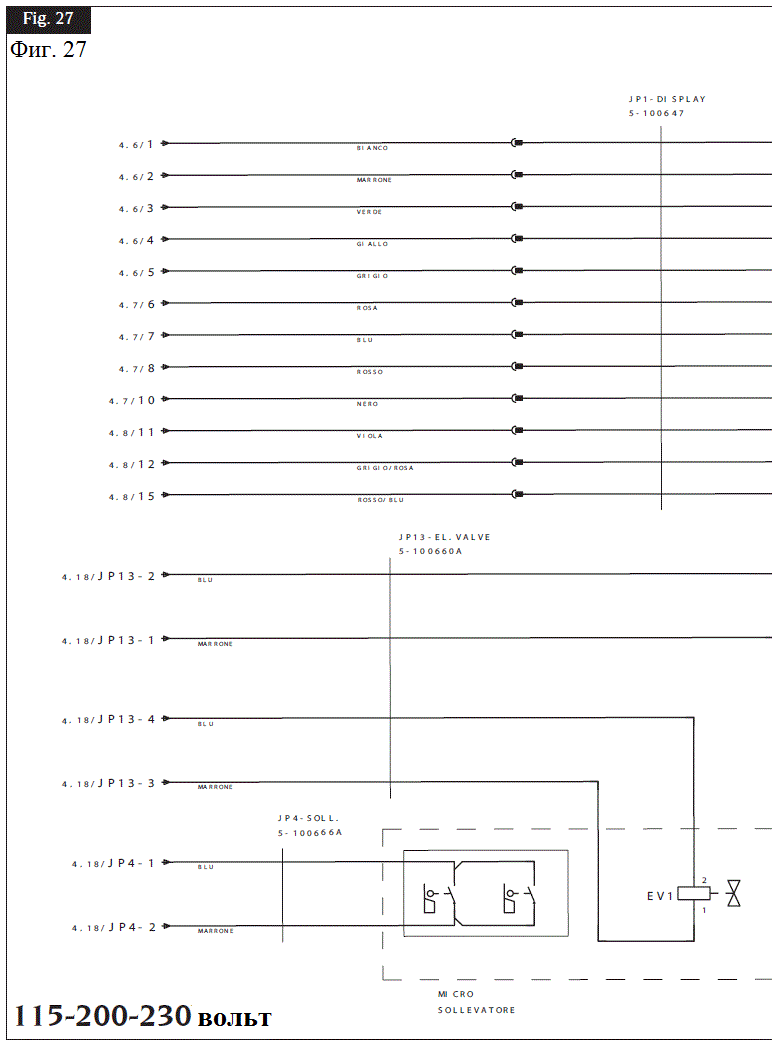 Fig. 27
Фиг. 27
JP1-DISPLAY
5-100647
4.6/1
BIANCO
4.6/2
MARRONE
4.6/3
VERDE
4.6/4
GIALLO
4.6/5
GRIGIO
4.7/6
ROSA
4.7/7
BLU
4.7/8
ROSSO
4.7/10
NERO
4.8/11
VIOLA
4.8/12
GRIGIO/ROSA
4.8/15
ROSSO/BLU
JP13-EL.VALVE
5-100660A
4.18/JP13-2
BLU
4.18/JP13-1
MARRONE
4.18/JP13-4
BLU
4.18/JP13-3
MARRONE
JP4-SOLL.
5-100666A
4.18/JP4-1
BLU
2
EV1
1
4.18/JP4-2
MARRONE
MICRO
SOLLEVATORE
115-200-230 вольт